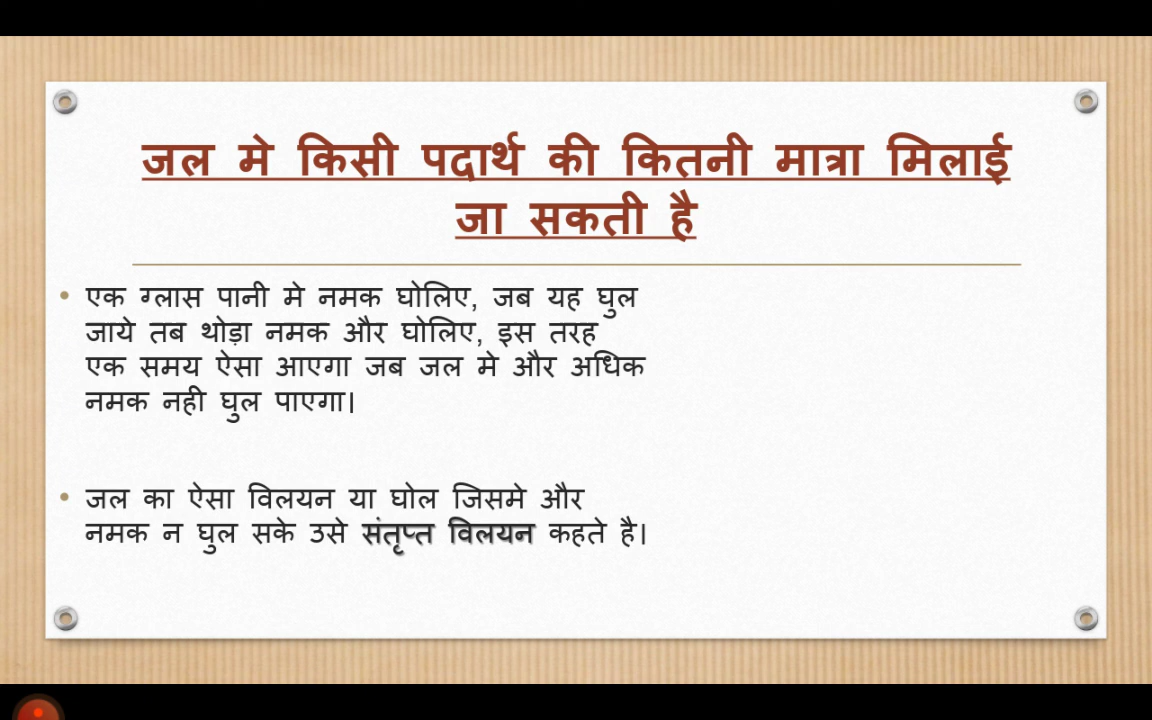 जल मे किसी पदार्थ की कितनी मात्रा मिलाई
जा सकती है
• एक ग्लास पानी मे नमक घोलिए, जब यह घुल
जाये तब थोड़ा नमक और घोलिए, इस तरह
एक समय ऐसा आएगा जब जल मे और अधिक
नमक नही घुल पाएगा।
• जल का ऐसा विलयन या घोल जिसमे और
नमक न घुल सके उसे संतृप्त विलयन कहते है।